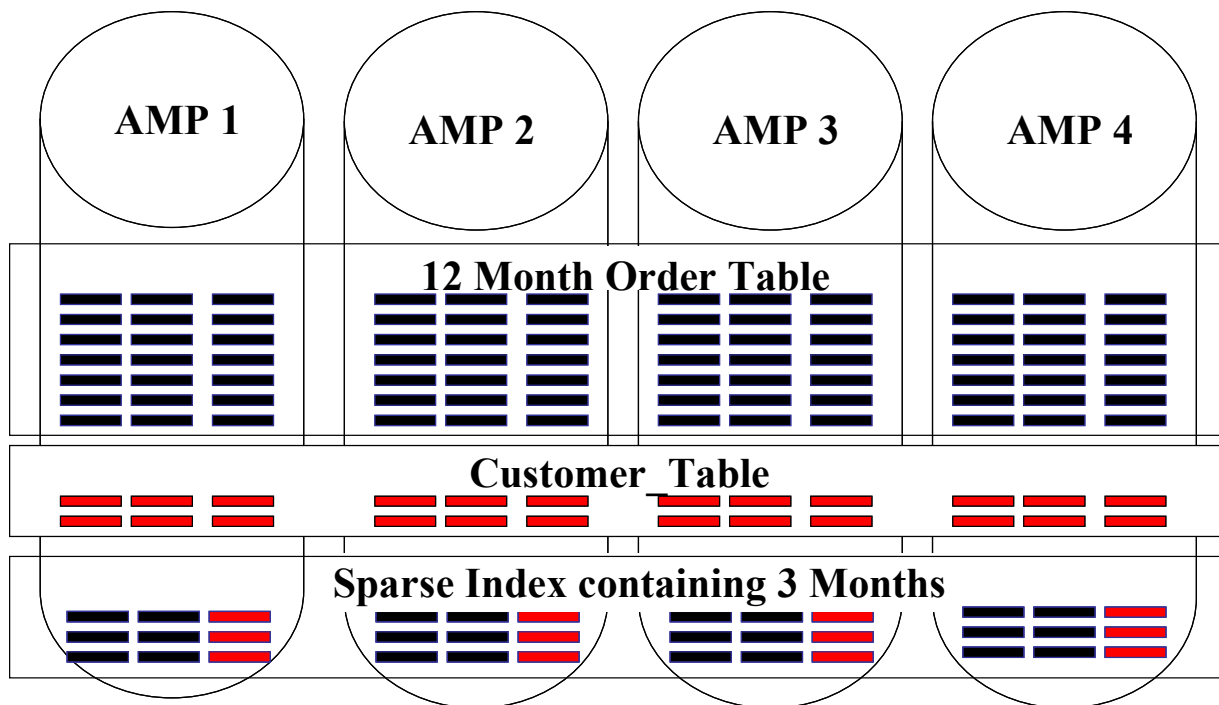 AMP 1
AMP 2
AMP 3
AMP 4
12 Month Order Table
Customer_Table
Sparse Index containing 3 Months